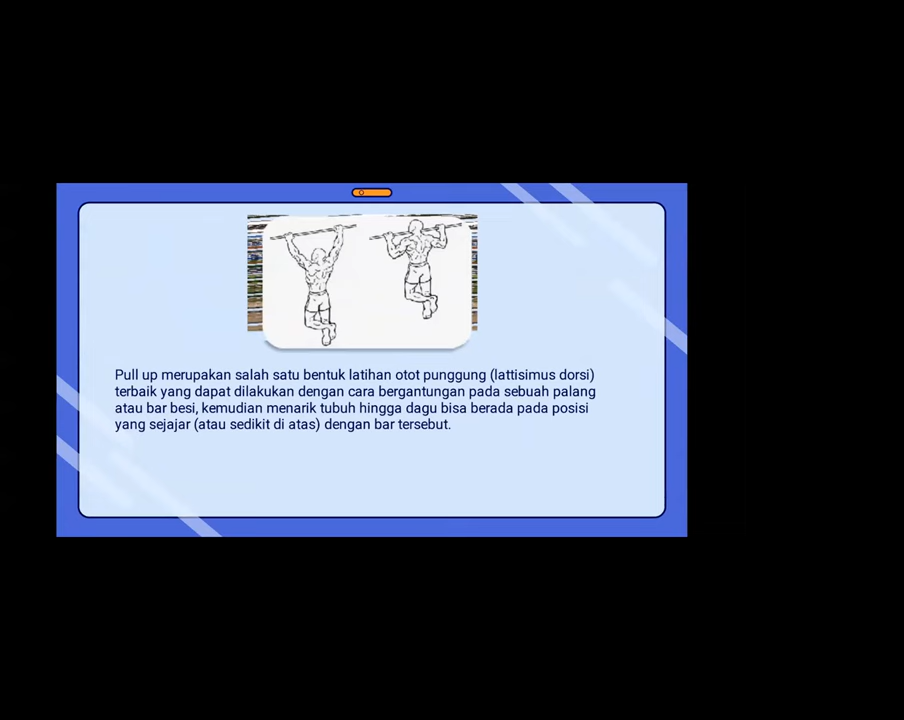 Pull up merupakan salah satu bentuk latihan otot punggung (lattisimus dorsi)
terbaik yang dapat dilakukan dengan cara bergantungan pada sebuah palang
atau bar besi, kemudian menarik tubuh hingga dagu bisa berada pada posisi
yang sejajar (atau sedikit di atas) dengan bar tersebut.